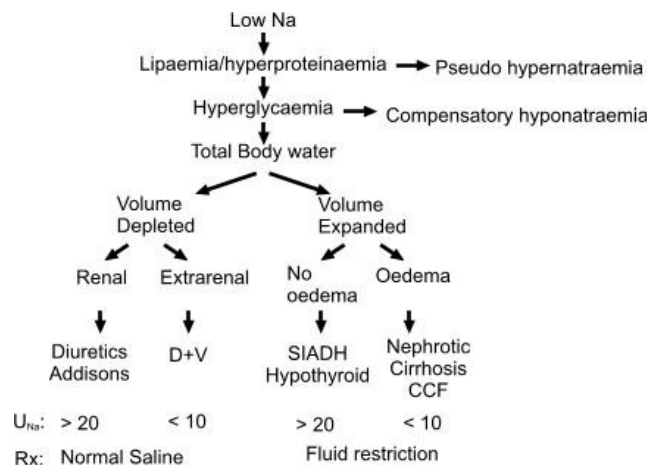 Low Na
Lipaemia/hyperproteinaemia
Pseudo hypernatraemia
Hyperglycaemia
Compensatory hyponatraemia
Total Body water
Volume
Depleted
Volume
Expanded
Renal
Extrarenal
No
oedema
Oedema
Diuretics
Addisons
D+V
SIADH
Hypothyroid
Nephrotic
Cirrhosis
CCF
UNa: > 20 < 10 > 20 < 10
Rx: Normal Saline Fluid restriction